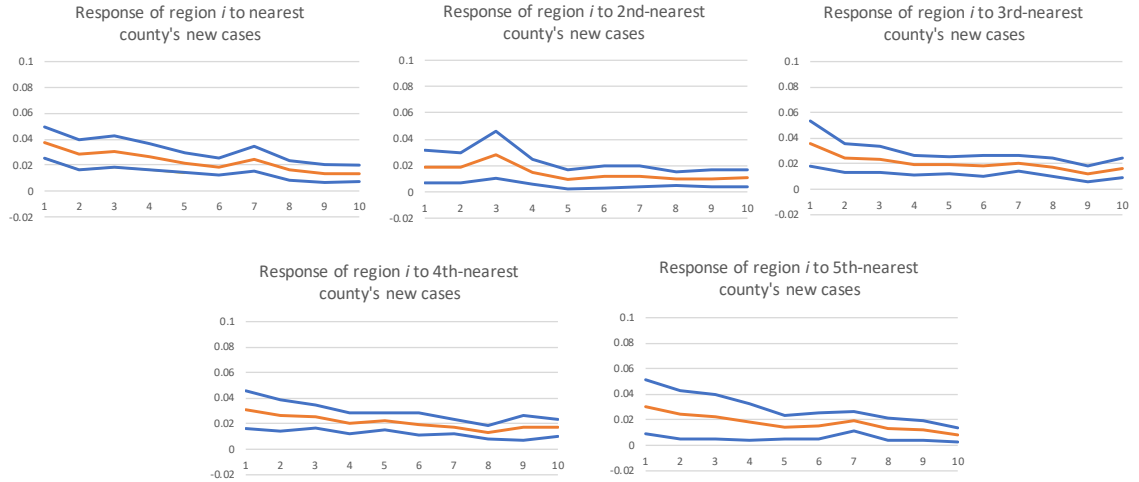 Response of region i to nearest
county's new cases
0.1
0.08
0.06
0.04
0.02
0
-0.02
1 2 3 4 5 6 7 8 9 10
Response of region i to 2nd-nearest
county's new cases
0.1
0.08
0.06
0.04
0.02
0
-0.02
1 2 3 4 5 6 7 8 9 10
Response of region i to 3rd-nearest
county's new cases
0.1
0.08
0.06
0.04
0.02
0
-0.02
1 2 3 4 5 6 7 8 9 10
Response of region i to 4th-nearest
county's new cases
0.1
0.08
0.06
0.04
0.02
0
-0.02
1 2 3 4 5 6 7 8 9 10
Response of region i to 5th-nearest
county's new cases
0.1
0.08
0.06
0.04
0.02
0
-0.02
1 2 3 4 5 6 7 8 9 10